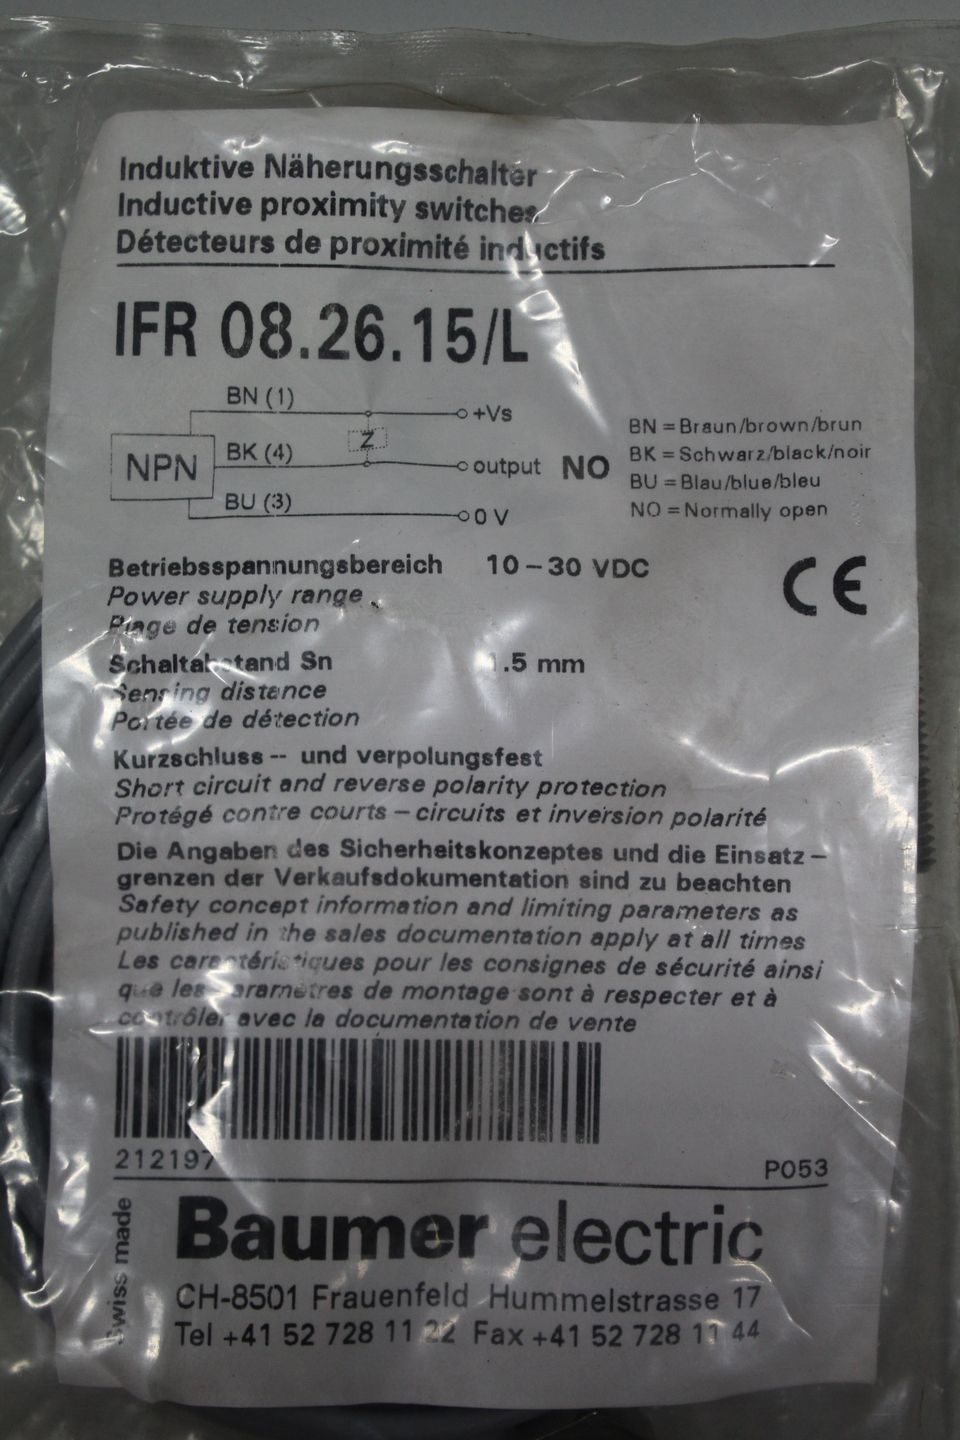 Induktive Näherungsschalter
Inductive proximity switches
Détecteurs de proximité inductifs
IFR 08.26.15/L
BN (1)
+Vs
Z
NPN
BK (4)
output NO
BU (3)
0 V
BN = Braun/brown/brun
BK = Schwarz/black/noir
BU = Blau/blue/bleu
NO = Normally open
Betriebsspannungsbereich 10 – 30 VDC
Power supply range
Plage de tension
CE
Schaltabstand Sn 1.5 mm
Sensing distance
Portée de détection
Kurzschluss -- und verpolungsfest
Short circuit and reverse polarity protection
Protégé contre courts – circuits et inversion polarité
Die Angaben des Sicherheitskonzeptes und die Einsatz –
grenzen der Verkaufsdokumentation sind zu beachten
Safety concept information and limiting parameters as
published in the sales documentation apply at all times
Les caractéristiques pour les consignes de sécurité ainsi
que les paramètres de montage sont à respecter et à
contrôler avec la documentation de vente
212197
P053
Swiss made
Baumer electric
CH-8501 Frauenfeld Hummelstrasse 17
Tel +41 52 728 11 22 Fax +41 52 728 11 44